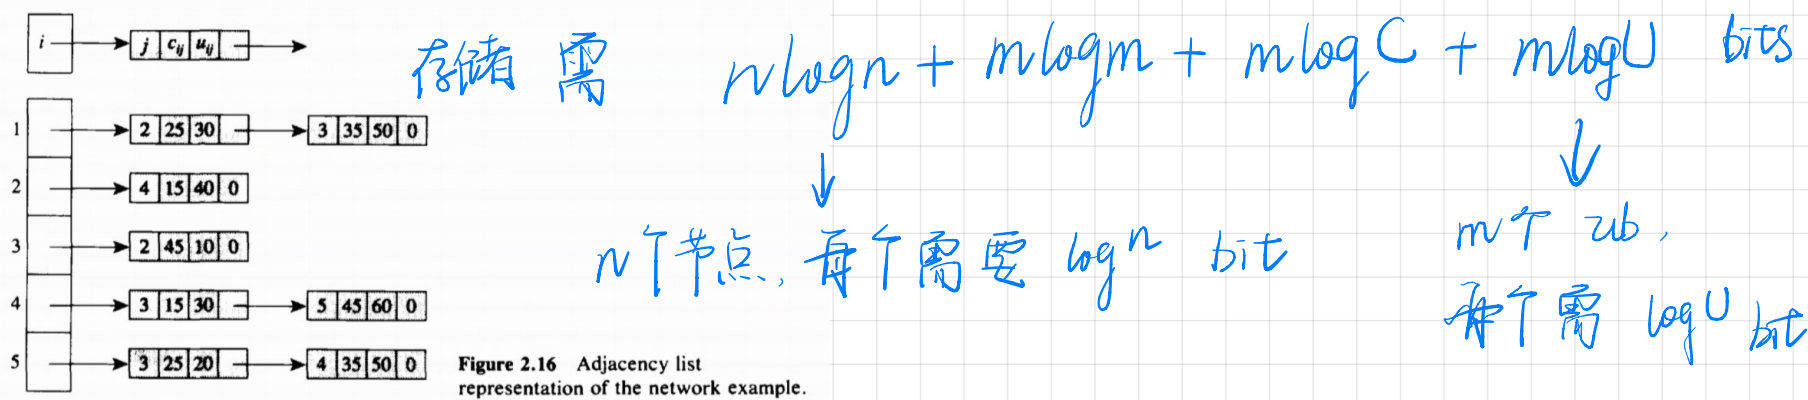 i j cᵢⱼ uᵢⱼ
存储需 nlogn + mlogm + mlogC + mlogU bits
1 2 25 30 3 35 50 0
2 4 15 40 0
3 2 45 10 0
n个节点, 每个需要 logn bit
m个 ub,
每个需 logU bit
4 3 15 30 5 45 60 0
5 3 25 20 4 35 50 0
Figure 2.16 Adjacency list
representation of the network example.